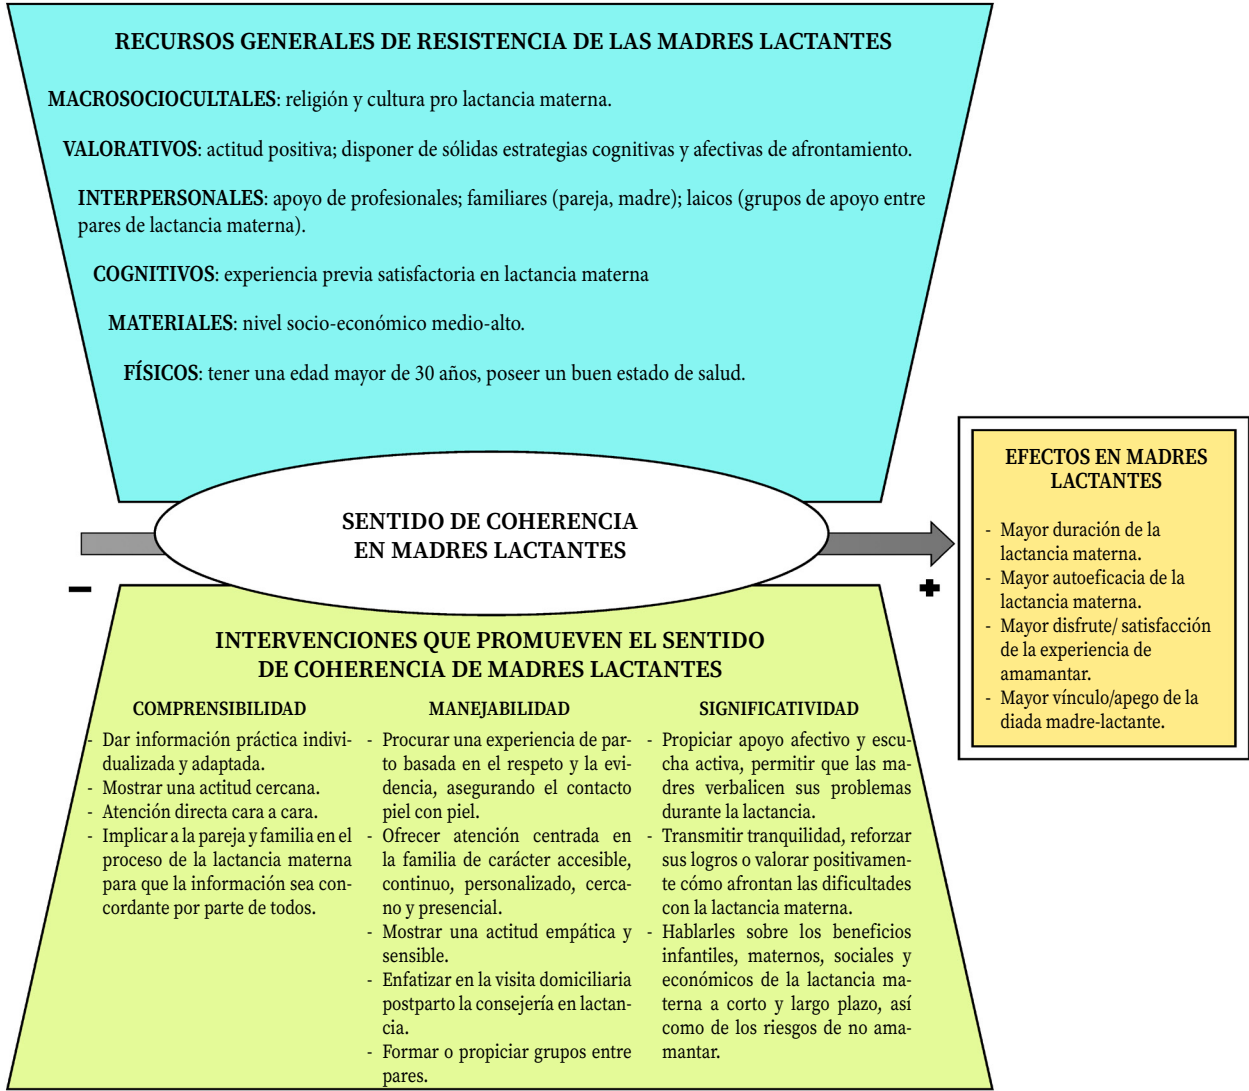 RECURSOS GENERALES DE RESISTENCIA DE LAS MADRES LACTANTES
MACROSOCIOCULTALES: religión y cultura pro lactancia materna.
VALORATIVOS: actitud positiva; disponer de sólidas estrategias cognitivas y afectivas de afrontamiento.
INTERPERSONALES: apoyo de profesionales; familiares (pareja, madre); laicos (grupos de apoyo entre
pares de lactancia materna).
COGNITIVOS: experiencia previa satisfactoria en lactancia materna
MATERIALES: nivel socio-económico medio-alto.
FÍSICOS: tener una edad mayor de 30 años, poseer un buen estado de salud.
SENTIDO DE COHERENCIA
EN MADRES LACTANTES
-
+
EFECTOS EN MADRES
LACTANTES
- Mayor duración de la
lactancia materna.
- Mayor autoeficacia de la
lactancia materna.
- Mayor disfrute/ satisfacción
de la experiencia de
amamantar.
- Mayor vínculo/apego de la
diada madre-lactante.
INTERVENCIONES QUE PROMUEVEN EL SENTIDO
DE COHERENCIA DE MADRES LACTANTES
COMPRENSIBILIDAD
- Dar información práctica indivi-
dualizada y adaptada.
- Mostrar una actitud cercana.
- Atención directa cara a cara.
- Implicar a la pareja y familia en el
proceso de la lactancia materna
para que la información sea con-
cordante por parte de todos.
MANEJABILIDAD
- Procurar una experiencia de par-
to basada en el respeto y la evi-
dencia, asegurando el contacto
piel con piel.
- Ofrecer atención centrada en
la familia de carácter accesible,
continuo, personalizado, cerca-
no y presencial.
- Mostrar una actitud empática y
sensible.
- Enfatizar en la visita domiciliaria
postparto la consejería en lactan-
cia.
- Formar o propiciar grupos entre
pares.
SIGNIFICATIVIDAD
- Propiciar apoyo afectivo y escu-
cha activa, permitir que las ma-
dres verbalicen sus problemas
durante la lactancia.
- Transmitir tranquilidad, reforzar
sus logros o valorar positivamen-
te cómo afrontan las dificultades
con la lactancia materna.
- Hablarles sobre los beneficios
infantiles, maternos, sociales y
económicos de la lactancia ma-
terna a corto y largo plazo, así
como de los riesgos de no ama-
mantar.